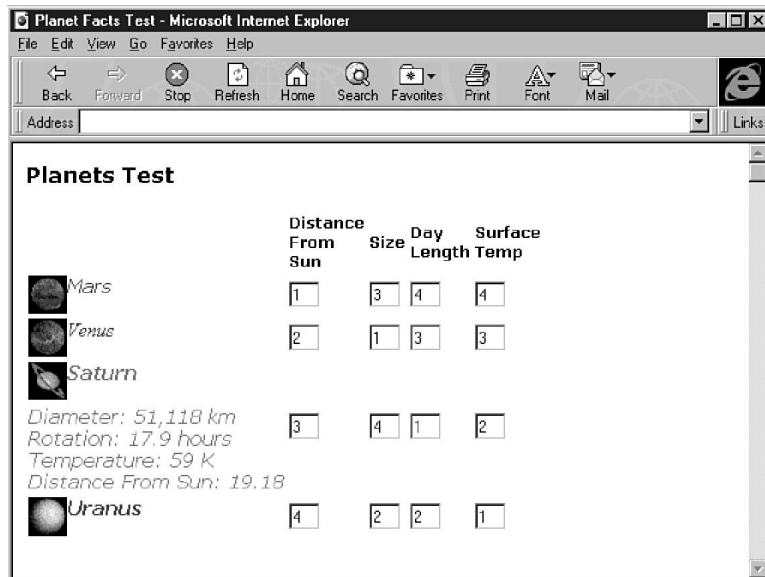 Planet Facts Test - Microsoft Internet Explorer
File Edit View Go Favorites Help
Back Forward Stop Refresh Home Search Favorites Print Font Mail
Address Links
Planets Test
Distance From Sun Size Day Length Surface Temp
Mars 1 3 4 4
Venus 2 1 3 3
Saturn
Diameter: 51,118 km
Rotation: 17.9 hours
Temperature: 59 K
Distance From Sun: 19.18
3 4 1 2
Uranus 4 2 2 1